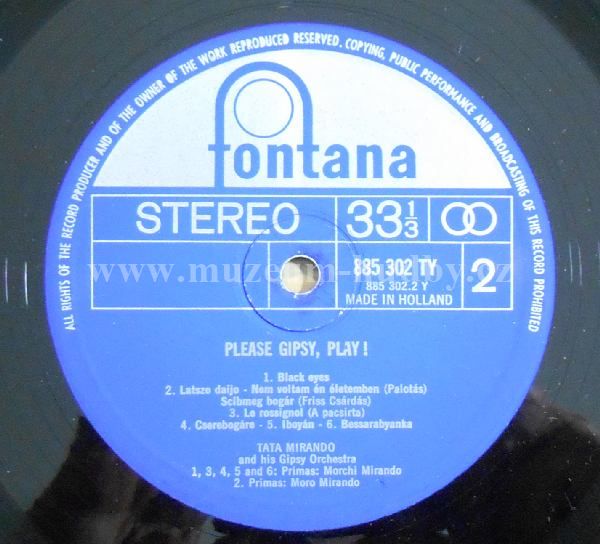 ALL RIGHTS OF THE RECORD PRODUCER AND OF THE OWNER OF THE WORK REPRODUCED RESERVED. COPYING, PUBLIC PERFORMANCE AND BROADCASTING OF THIS RECORD PROHIBITED
fontana
STEREO 33 1/3
885 302 TY
885 302.2 Y
MADE IN HOLLAND
2
www.muzeum-hudby.cz
PLEASE GIPSY, PLAY !
1. Black eyes
2. Latszo daijo - Nem voltam én életemben (Palotás)
Scibmeg bogár (Friss Csárdás)
3. Le rossignol (A pacsirta)
4. Cserebogáre - 5. Iboyán - 6. Bessarabyanka
TATA MIRANDO
and his Gipsy Orchestra
1, 3, 4, 5 and 6: Primas: Morchi Mirando
2. Primas: Moro Mirando